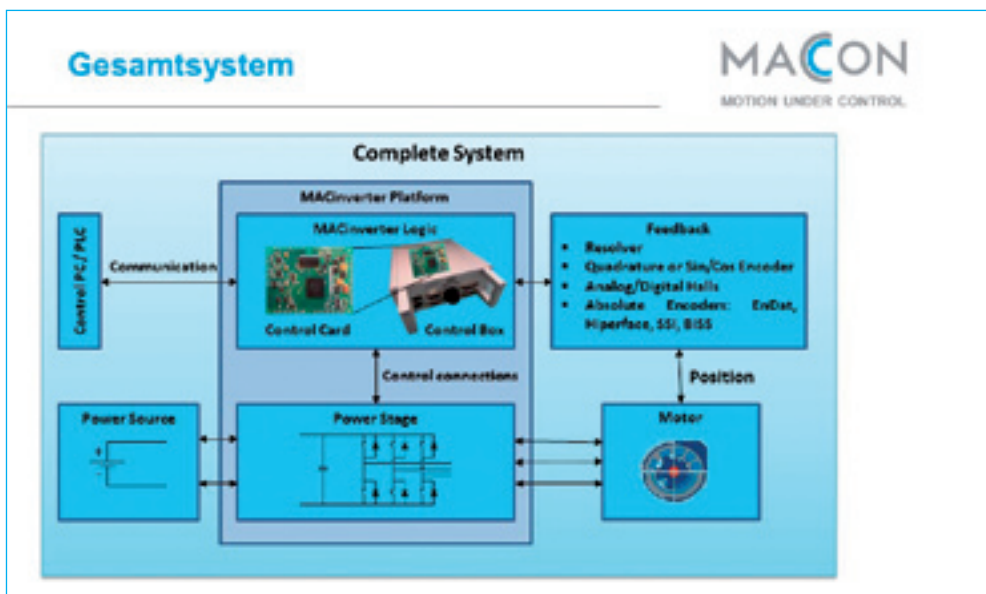 Gesamtsystem
MACCON
MOTION UNDER CONTROL
Complete System
MACinverter Platform
MACinverter Logic
Control Card
Control Box
Control PC / PLC
Communication
Feedback
Resolver
Quadrature or Sin/Cos Encoder
Analog/Digital Halls
Absolute Encoders: EnDat,
Hiperface, SSI, BISS
Control connections
Position
Power Source
+
-
Power Stage
Motor